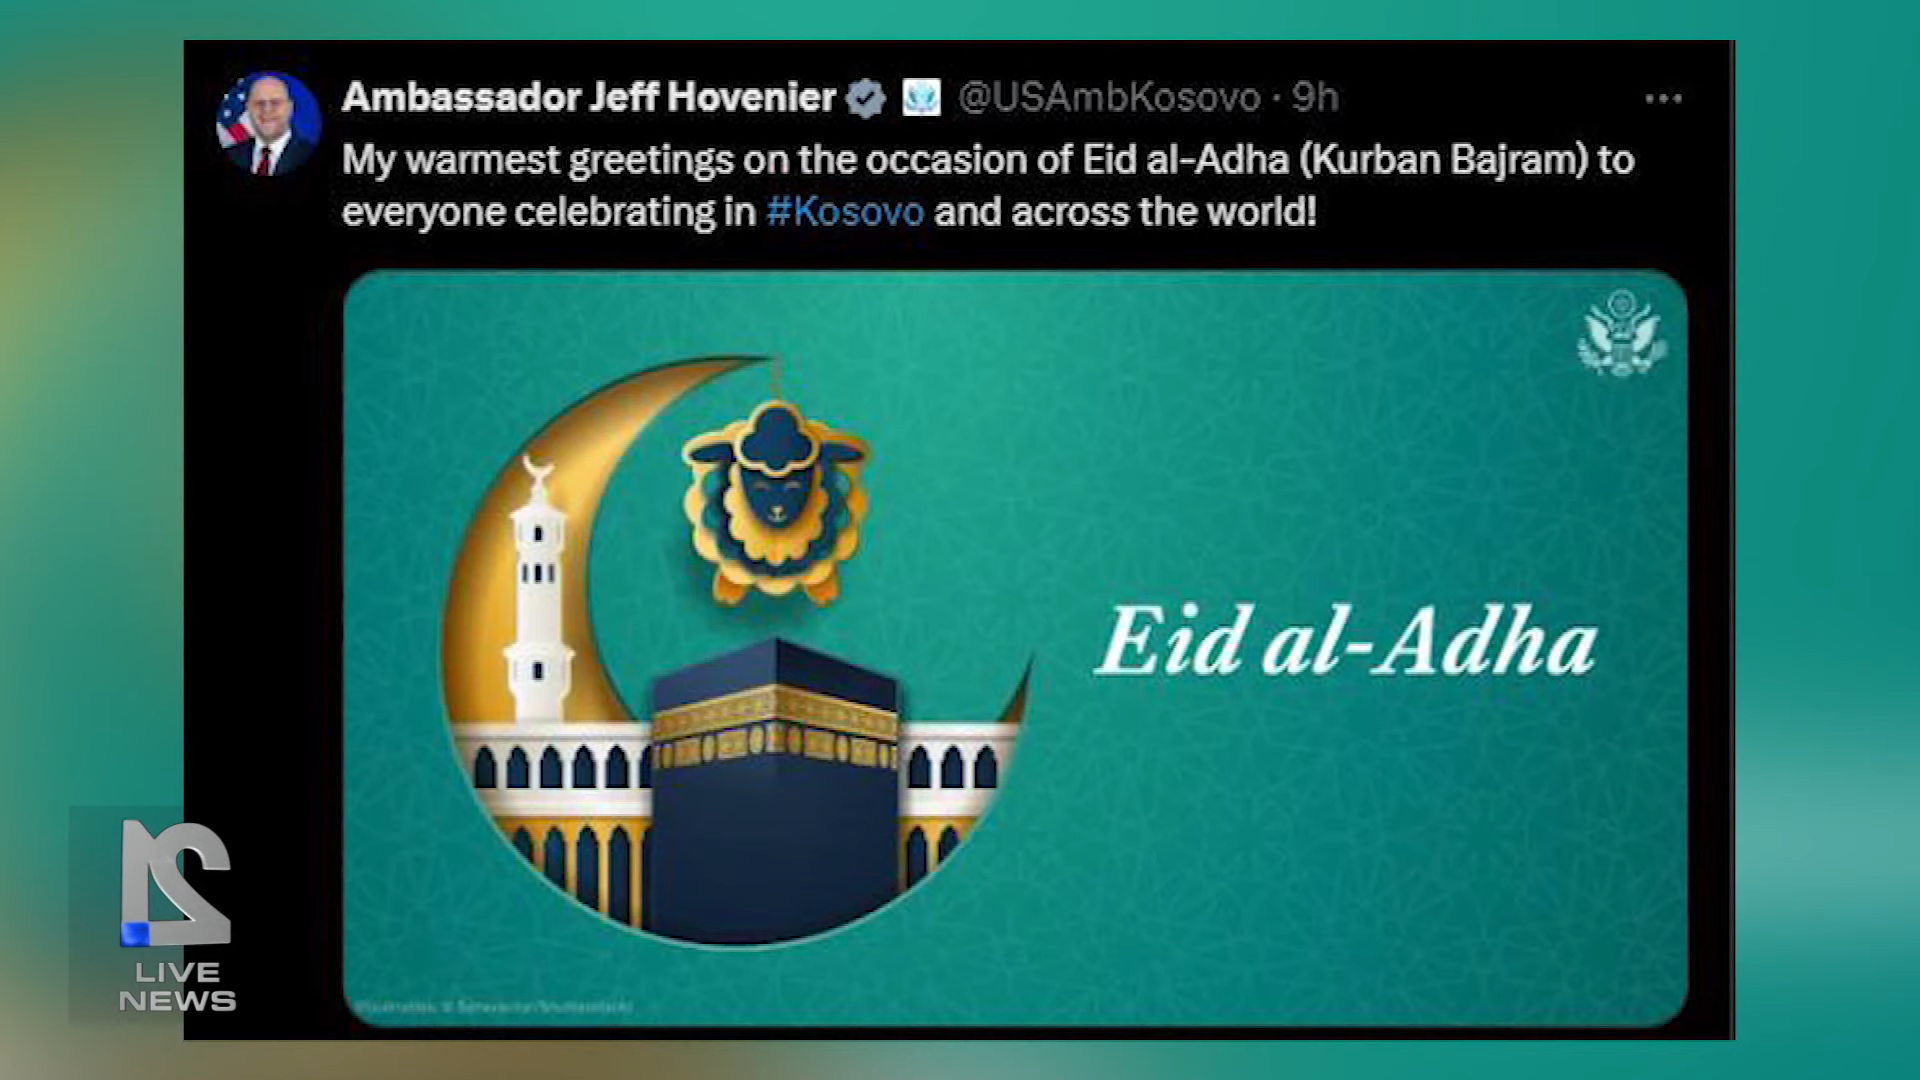 Ambassador Jeff Hovenier @USAmbKosovo · 9h
My warmest greetings on the occasion of Eid al-Adha (Kurban Bajram) to
everyone celebrating in #Kosovo and across the world!
Eid al-Adha
LIVE
NEWS